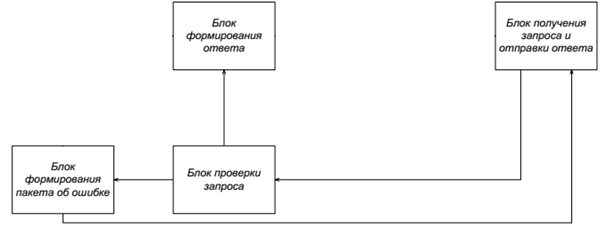 Блок
формирования
ответа
Блок получения
запроса и
отправки ответа
Блок
формирования
пакета об ошибке
Блок проверки
запроса